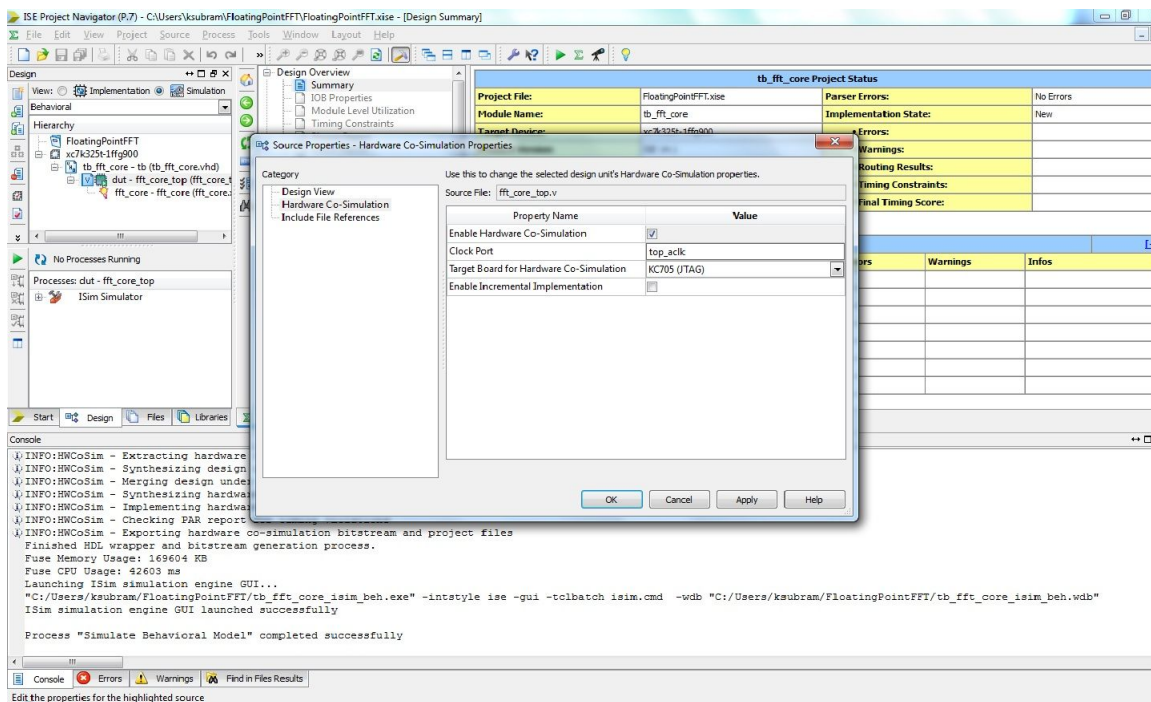 ISE Project Navigator (P.7) - C:\Users\ksubram\FloatingPointFFT\FloatingPointFFT.xise - [Design Summary]
File Edit View Project Source Process Tools Window Layout Help
Design
View: Implementation Simulation
Behavioral
Hierarchy
FloatingPointFFT
xc7k325t-1ffg900
tb_fft_core - tb (tb_fft_core.vhd)
dut - fft_core_top (fft_core_t
fft_core - fft_core (fft_core.
No Processes Running
Processes: dut - fft_core_top
ISim Simulator
Start Design Files Libraries
Design Overview
Summary
IOB Properties
Module Level Utilization
Timing Constraints
tb_fft_core Project Status
Project File: FloatingPointFFT.xise Parser Errors: No Errors
Module Name: tb_fft_core Implementation State: New
Target Device: xc7k325t-1ffg900 •Errors:
Warnings:
Routing Results:
Timing Constraints:
Final Timing Score:
Warnings Infos
Source Properties - Hardware Co-Simulation Properties
Category
Design View
Hardware Co-Simulation
Include File References
Use this to change the selected design unit's Hardware Co-Simulation properties.
Source File: fft_core_top.v
Property Name Value
Enable Hardware Co-Simulation
Clock Port top_aclk
Target Board for Hardware Co-Simulation KC705 (JTAG)
Enable Incremental Implementation
OK Cancel Apply Help
Console
INFO:HWCoSim - Extracting hardware
INFO:HWCoSim - Synthesizing design
INFO:HWCoSim - Merging design unde
INFO:HWCoSim - Synthesizing hardwa
INFO:HWCoSim - Implementing hardwa
INFO:HWCoSim - Checking PAR report
INFO:HWCoSim - Exporting hardware co-simulation bitstream and project files
Finished HDL wrapper and bitstream generation process.
Fuse Memory Usage: 169604 KB
Fuse CPU Usage: 42603 ms
Launching ISim simulation engine GUI...
"C:/Users/ksubram/FloatingPointFFT/tb_fft_core_isim_beh.exe" -intstyle ise -gui -tclbatch isim.cmd -wdb "C:/Users/ksubram/FloatingPointFFT/tb_fft_core_isim_beh.wdb"
ISim simulation engine GUI launched successfully
Process "Simulate Behavioral Model" completed successfully
Console Errors Warnings Find in Files Results
Edit the properties for the highlighted source